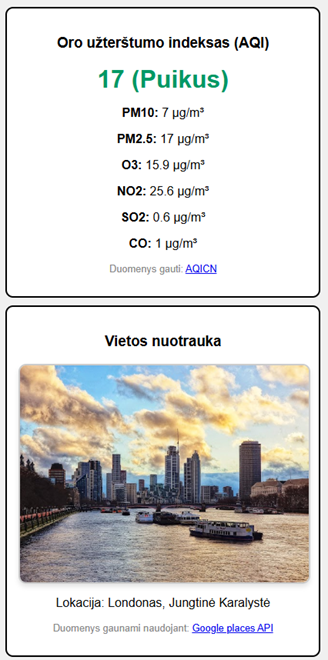 Oro užterštumo indeksas (AQI)
17 (Puikus)
PM10: 7 µg/m³
PM2.5: 17 µg/m³
O3: 15.9 µg/m³
NO2: 25.6 µg/m³
SO2: 0.6 µg/m³
CO: 1 µg/m³
Duomenys gauti: AQICN
Vietos nuotrauka
Lokacija: Londonas, Jungtinė Karalystė
Duomenys gaunami naudojant: Google places API